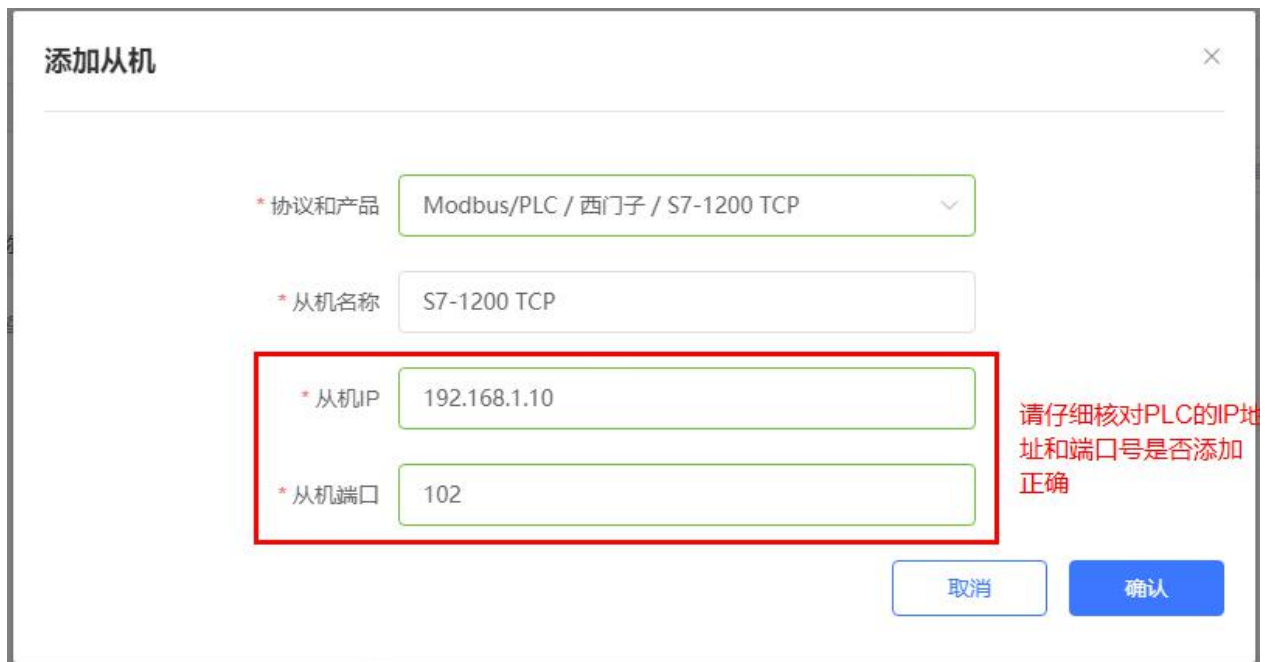 添加从机
* 协议和产品 Modbus/PLC / 西门子 / S7-1200 TCP
* 从机名称 S7-1200 TCP
* 从机IP 192.168.1.10
* 从机端口 102
请仔细核对PLC的IP地
址和端口号是否添加
正确
取消 确认